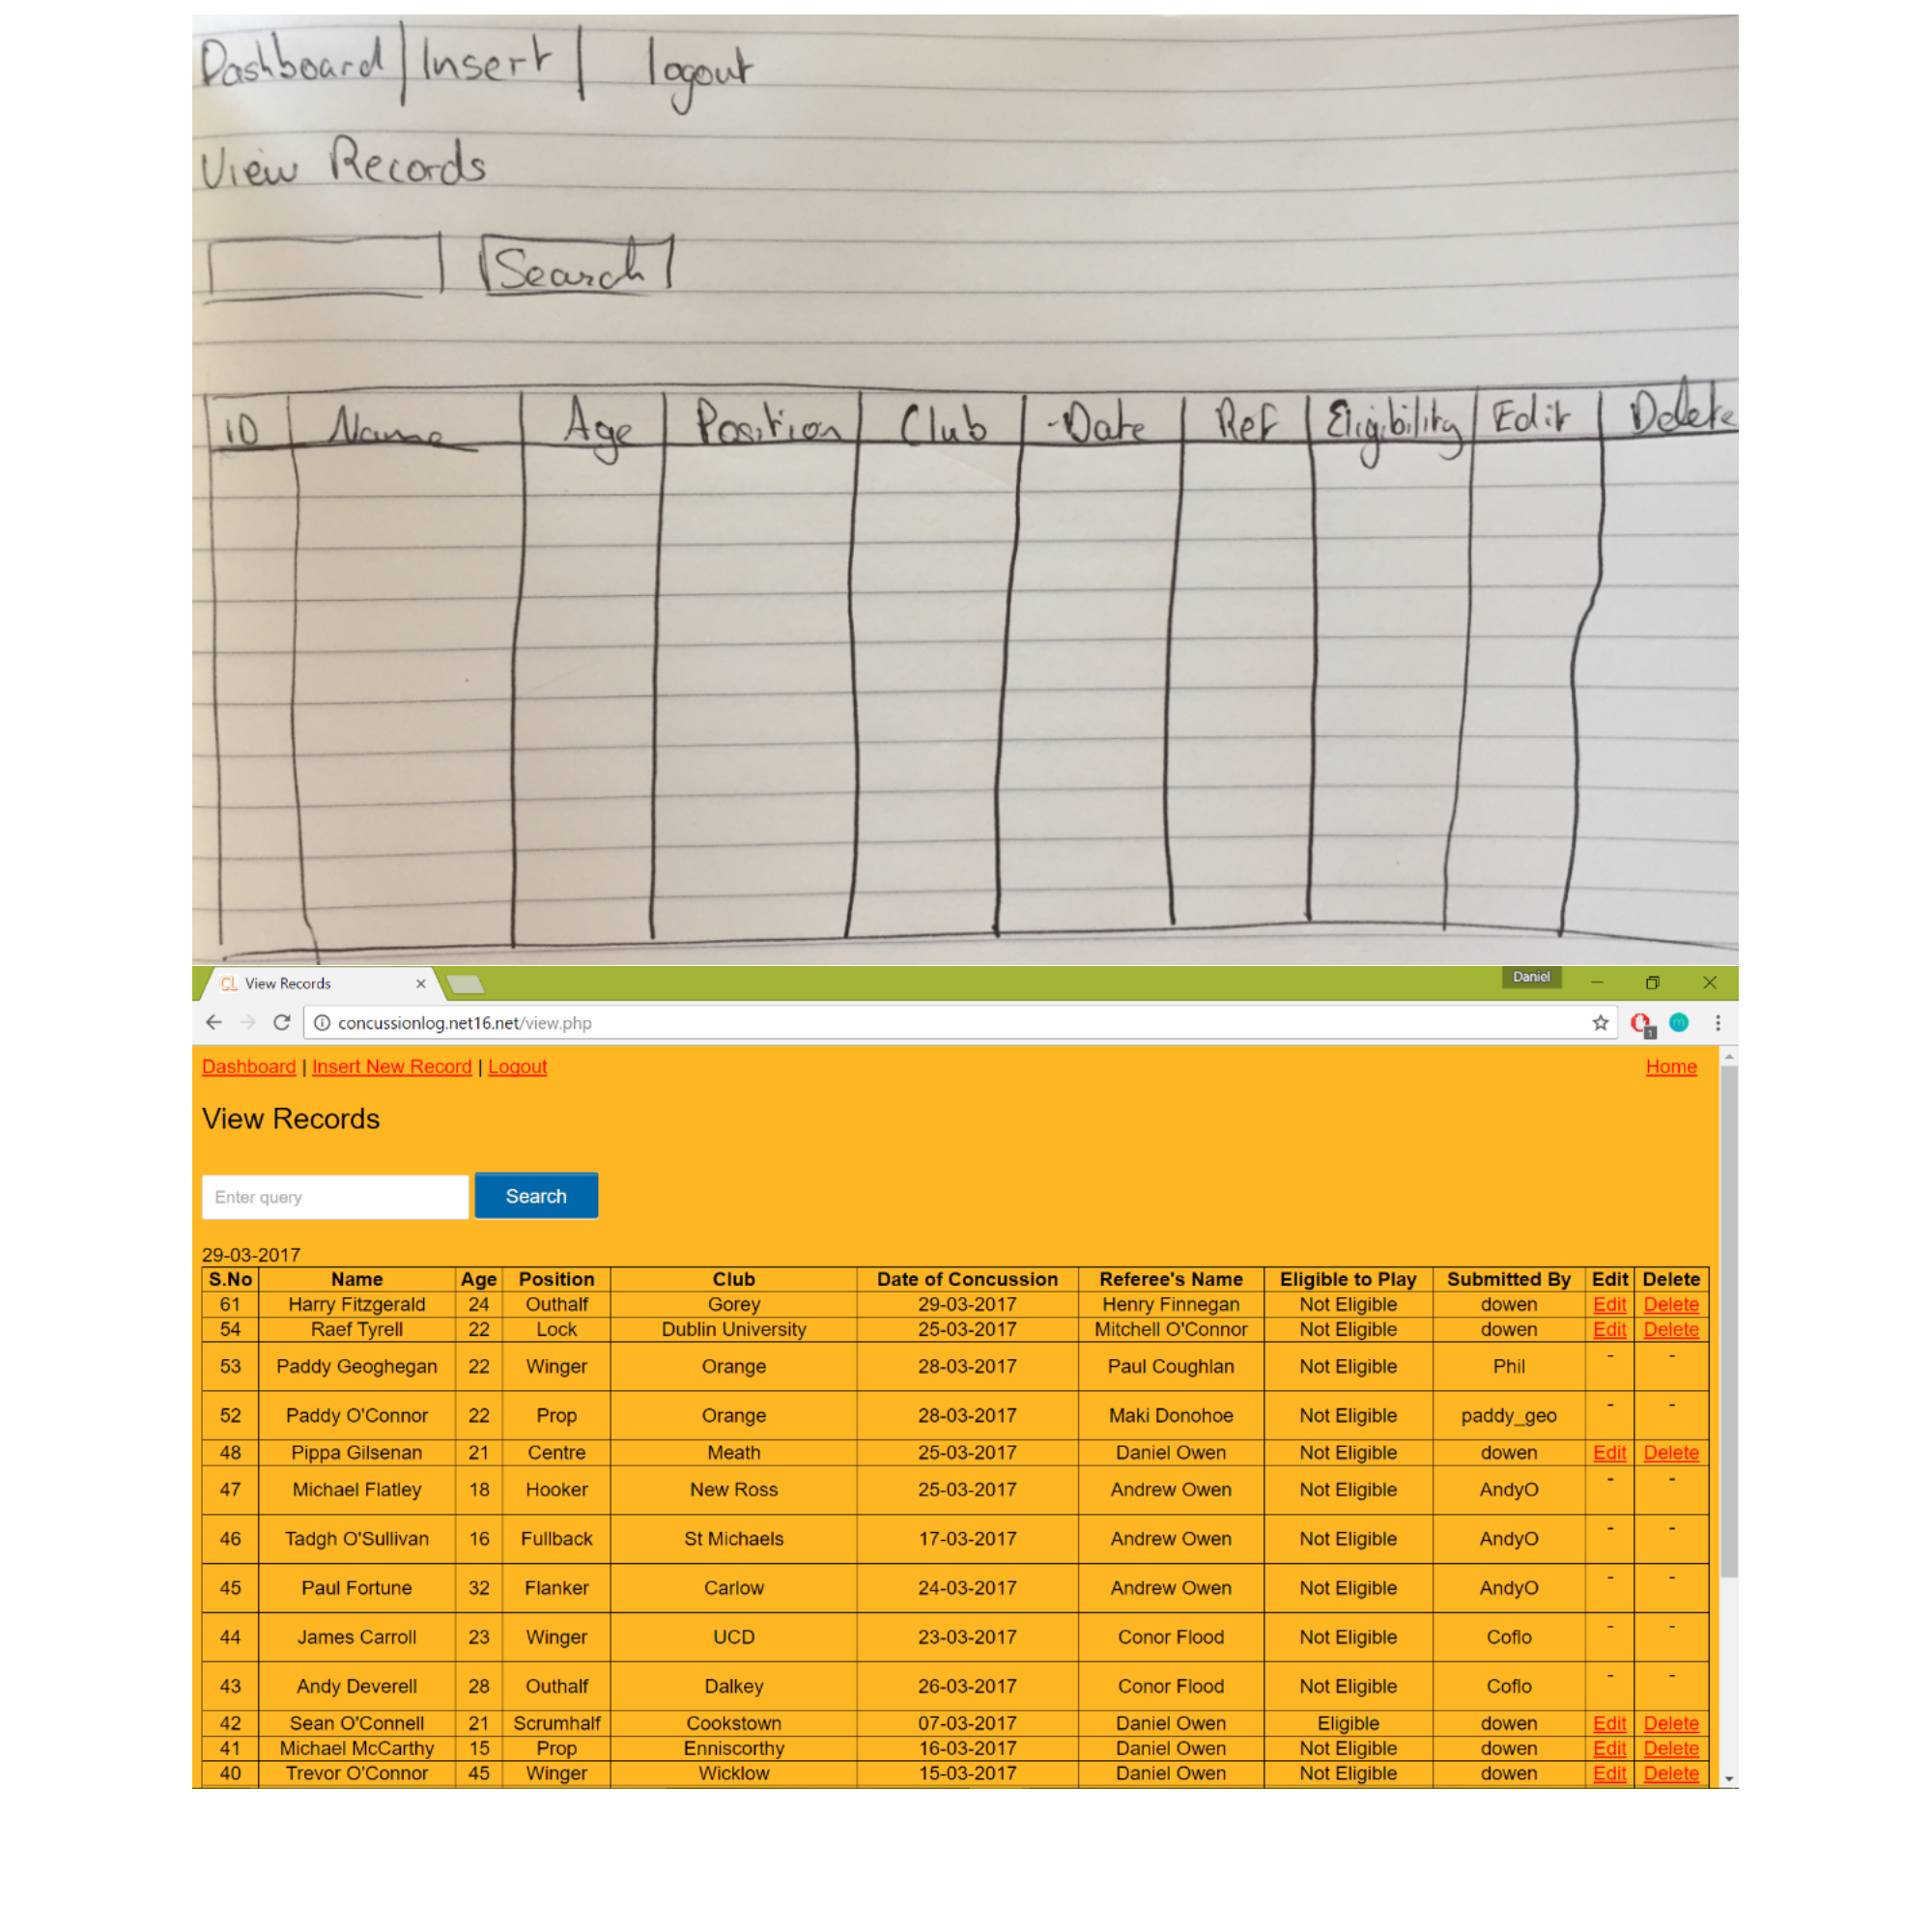 Dashboard | Insert | logout
View Records
Search
ID Name Age Position Club Date Ref Eligibility Edit Delete
View Records Daniel
concussionlog.net16.net/view.php
1
Dashboard | Insert New Record | Logout Home
View Records
Enter query Search
29-03-2017
S.No Name Age Position Club Date of Concussion Referee's Name Eligible to Play Submitted By Edit Delete
61 Harry Fitzgerald 24 Outhalf Gorey 29-03-2017 Henry Finnegan Not Eligible dowen Edit Delete
54 Raef Tyrell 22 Lock Dublin University 25-03-2017 Mitchell O'Connor Not Eligible dowen Edit Delete
53 Paddy Geoghegan 22 Winger Orange 28-03-2017 Paul Coughlan Not Eligible Phil - -
52 Paddy O'Connor 22 Prop Orange 28-03-2017 Maki Donohoe Not Eligible paddy_geo - -
48 Pippa Gilsenan 21 Centre Meath 25-03-2017 Daniel Owen Not Eligible dowen Edit Delete
47 Michael Flatley 18 Hooker New Ross 25-03-2017 Andrew Owen Not Eligible AndyO - -
46 Tadgh O'Sullivan 16 Fullback St Michaels 17-03-2017 Andrew Owen Not Eligible AndyO - -
45 Paul Fortune 32 Flanker Carlow 24-03-2017 Andrew Owen Not Eligible AndyO - -
44 James Carroll 23 Winger UCD 23-03-2017 Conor Flood Not Eligible Coflo - -
43 Andy Deverell 28 Outhalf Dalkey 26-03-2017 Conor Flood Not Eligible Coflo - -
42 Sean O'Connell 21 Scrumhalf Cookstown 07-03-2017 Daniel Owen Eligible dowen Edit Delete
41 Michael McCarthy 15 Prop Enniscorthy 16-03-2017 Daniel Owen Not Eligible dowen Edit Delete
40 Trevor O'Connor 45 Winger Wicklow 15-03-2017 Daniel Owen Not Eligible dowen Edit Delete